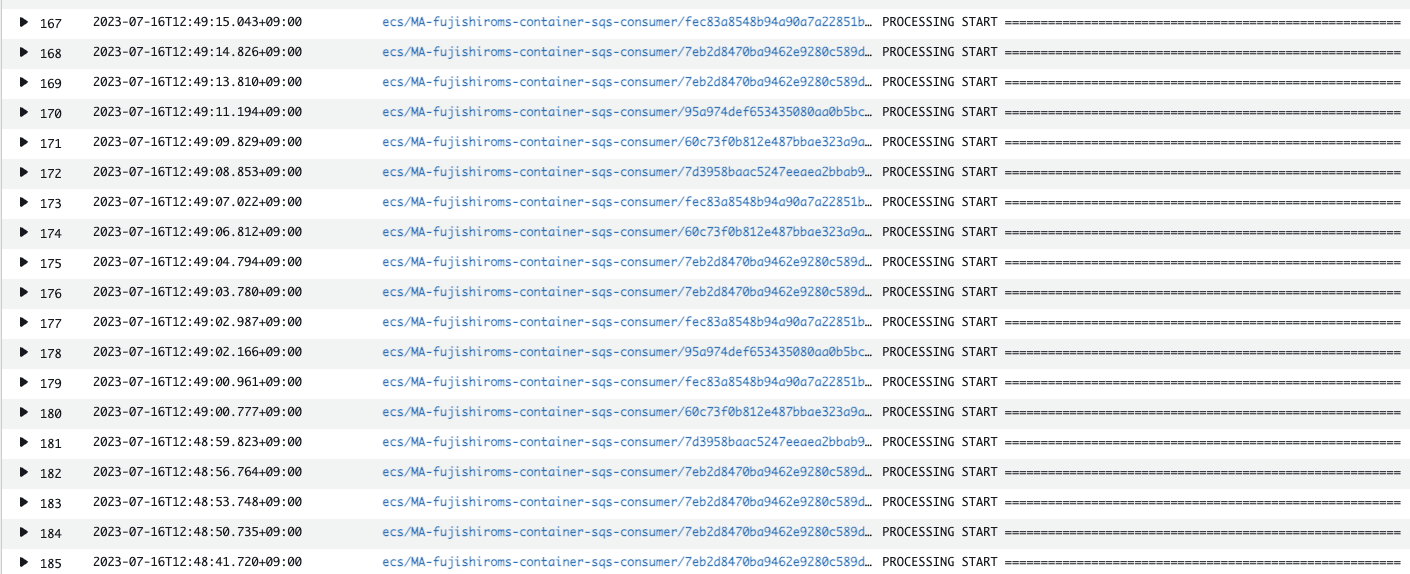 167 2023-07-16T12:49:15.043+09:00 ecs/MA-fujishiroms-container-sqs-consumer/fec83a8548b94a90a7a22851b… PROCESSING START =======================================================
168 2023-07-16T12:49:14.826+09:00 ecs/MA-fujishiroms-container-sqs-consumer/7eb2d8470ba9462e9280c589d… PROCESSING START =======================================================
169 2023-07-16T12:49:13.810+09:00 ecs/MA-fujishiroms-container-sqs-consumer/7eb2d8470ba9462e9280c589d… PROCESSING START =======================================================
170 2023-07-16T12:49:11.194+09:00 ecs/MA-fujishiroms-container-sqs-consumer/95a974def653435080aa0b5bc… PROCESSING START =======================================================
171 2023-07-16T12:49:09.829+09:00 ecs/MA-fujishiroms-container-sqs-consumer/60c73f0b812e487bbae323a9a… PROCESSING START =======================================================
172 2023-07-16T12:49:08.853+09:00 ecs/MA-fujishiroms-container-sqs-consumer/7d3958baac5247eeaea2bbab9… PROCESSING START =======================================================
173 2023-07-16T12:49:07.022+09:00 ecs/MA-fujishiroms-container-sqs-consumer/fec83a8548b94a90a7a22851b… PROCESSING START =======================================================
174 2023-07-16T12:49:06.812+09:00 ecs/MA-fujishiroms-container-sqs-consumer/60c73f0b812e487bbae323a9a… PROCESSING START =======================================================
175 2023-07-16T12:49:04.794+09:00 ecs/MA-fujishiroms-container-sqs-consumer/7eb2d8470ba9462e9280c589d… PROCESSING START =======================================================
176 2023-07-16T12:49:03.780+09:00 ecs/MA-fujishiroms-container-sqs-consumer/7eb2d8470ba9462e9280c589d… PROCESSING START =======================================================
177 2023-07-16T12:49:02.987+09:00 ecs/MA-fujishiroms-container-sqs-consumer/fec83a8548b94a90a7a22851b… PROCESSING START =======================================================
178 2023-07-16T12:49:02.166+09:00 ecs/MA-fujishiroms-container-sqs-consumer/95a974def653435080aa0b5bc… PROCESSING START =======================================================
179 2023-07-16T12:49:00.961+09:00 ecs/MA-fujishiroms-container-sqs-consumer/fec83a8548b94a90a7a22851b… PROCESSING START =======================================================
180 2023-07-16T12:49:00.777+09:00 ecs/MA-fujishiroms-container-sqs-consumer/60c73f0b812e487bbae323a9a… PROCESSING START =======================================================
181 2023-07-16T12:48:59.823+09:00 ecs/MA-fujishiroms-container-sqs-consumer/7d3958baac5247eeaea2bbab9… PROCESSING START =======================================================
182 2023-07-16T12:48:56.764+09:00 ecs/MA-fujishiroms-container-sqs-consumer/7eb2d8470ba9462e9280c589d… PROCESSING START =======================================================
183 2023-07-16T12:48:53.748+09:00 ecs/MA-fujishiroms-container-sqs-consumer/7eb2d8470ba9462e9280c589d… PROCESSING START =======================================================
184 2023-07-16T12:48:50.735+09:00 ecs/MA-fujishiroms-container-sqs-consumer/7eb2d8470ba9462e9280c589d… PROCESSING START =======================================================
185 2023-07-16T12:48:41.720+09:00 ecs/MA-fujishiroms-container-sqs-consumer/7eb2d8470ba9462e9280c589d… PROCESSING START =======================================================